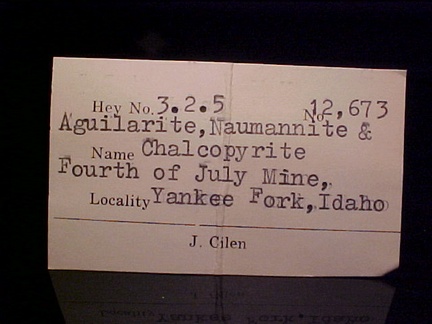 Hey No. 3.2.5 No 12,673
Aguilarite, Naumannite &
Name Chalcopyrite
Fourth of July Mine,
Locality Yankee Fork, Idaho
J. Cilen